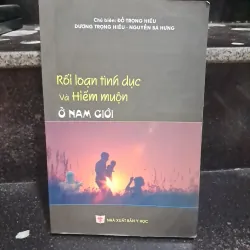 Chủ biên: ĐỖ TRỌNG HIẾU
DƯƠNG TRỌNG HIẾU - NGUYỄN BÁ HƯNG
Rối loạn tình dục
Và Hiếm muộn
Ở NAM GIỚI
NHÀ XUẤT BẢN Y HỌC